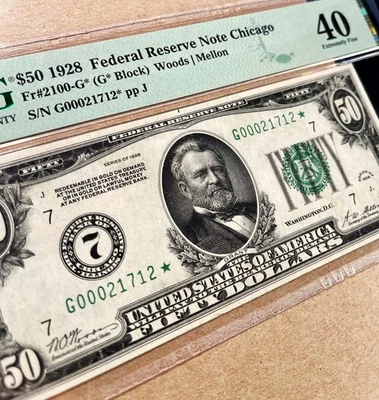 G
$50 1928 Federal Reserve Note Chicago
Fr#2100-G* (G* Block) Woods | Mellon
S/N G00021712* pp J
40
Extremely Fine
FEDERAL RESERVE NOTE
SERIES OF 1928
50
J
REDEEMABLE IN GOLD ON DEMAND
AT THE UNITED STATES TREASURY,
OR IN GOLD OR LAWFUL MONEY
AT ANY FEDERAL RESERVE BANK
7
G00021712*
7
7
G00021712*
WASHINGTON, D.C.
7
7
THE
UNITED STATES OF AMERICA
FIFTY DOLLARS
50